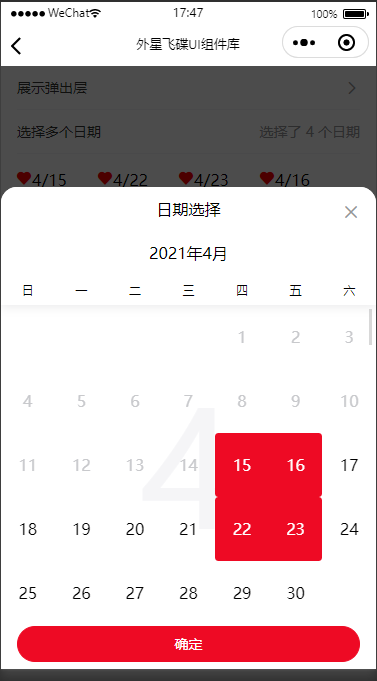 WeChat 17:47 100%
外星飞碟UI组件库
展示弹出层
选择多个日期 选择了 4 个日期
4/15 4/22 4/23 4/16
日期选择
2021年4月
日 一 二 三 四 五 六
4
1 2 3
4 5 6 7 8 9 10
11 12 13 14 15 16 17
18 19 20 21 22 23 24
25 26 27 28 29 30
确定